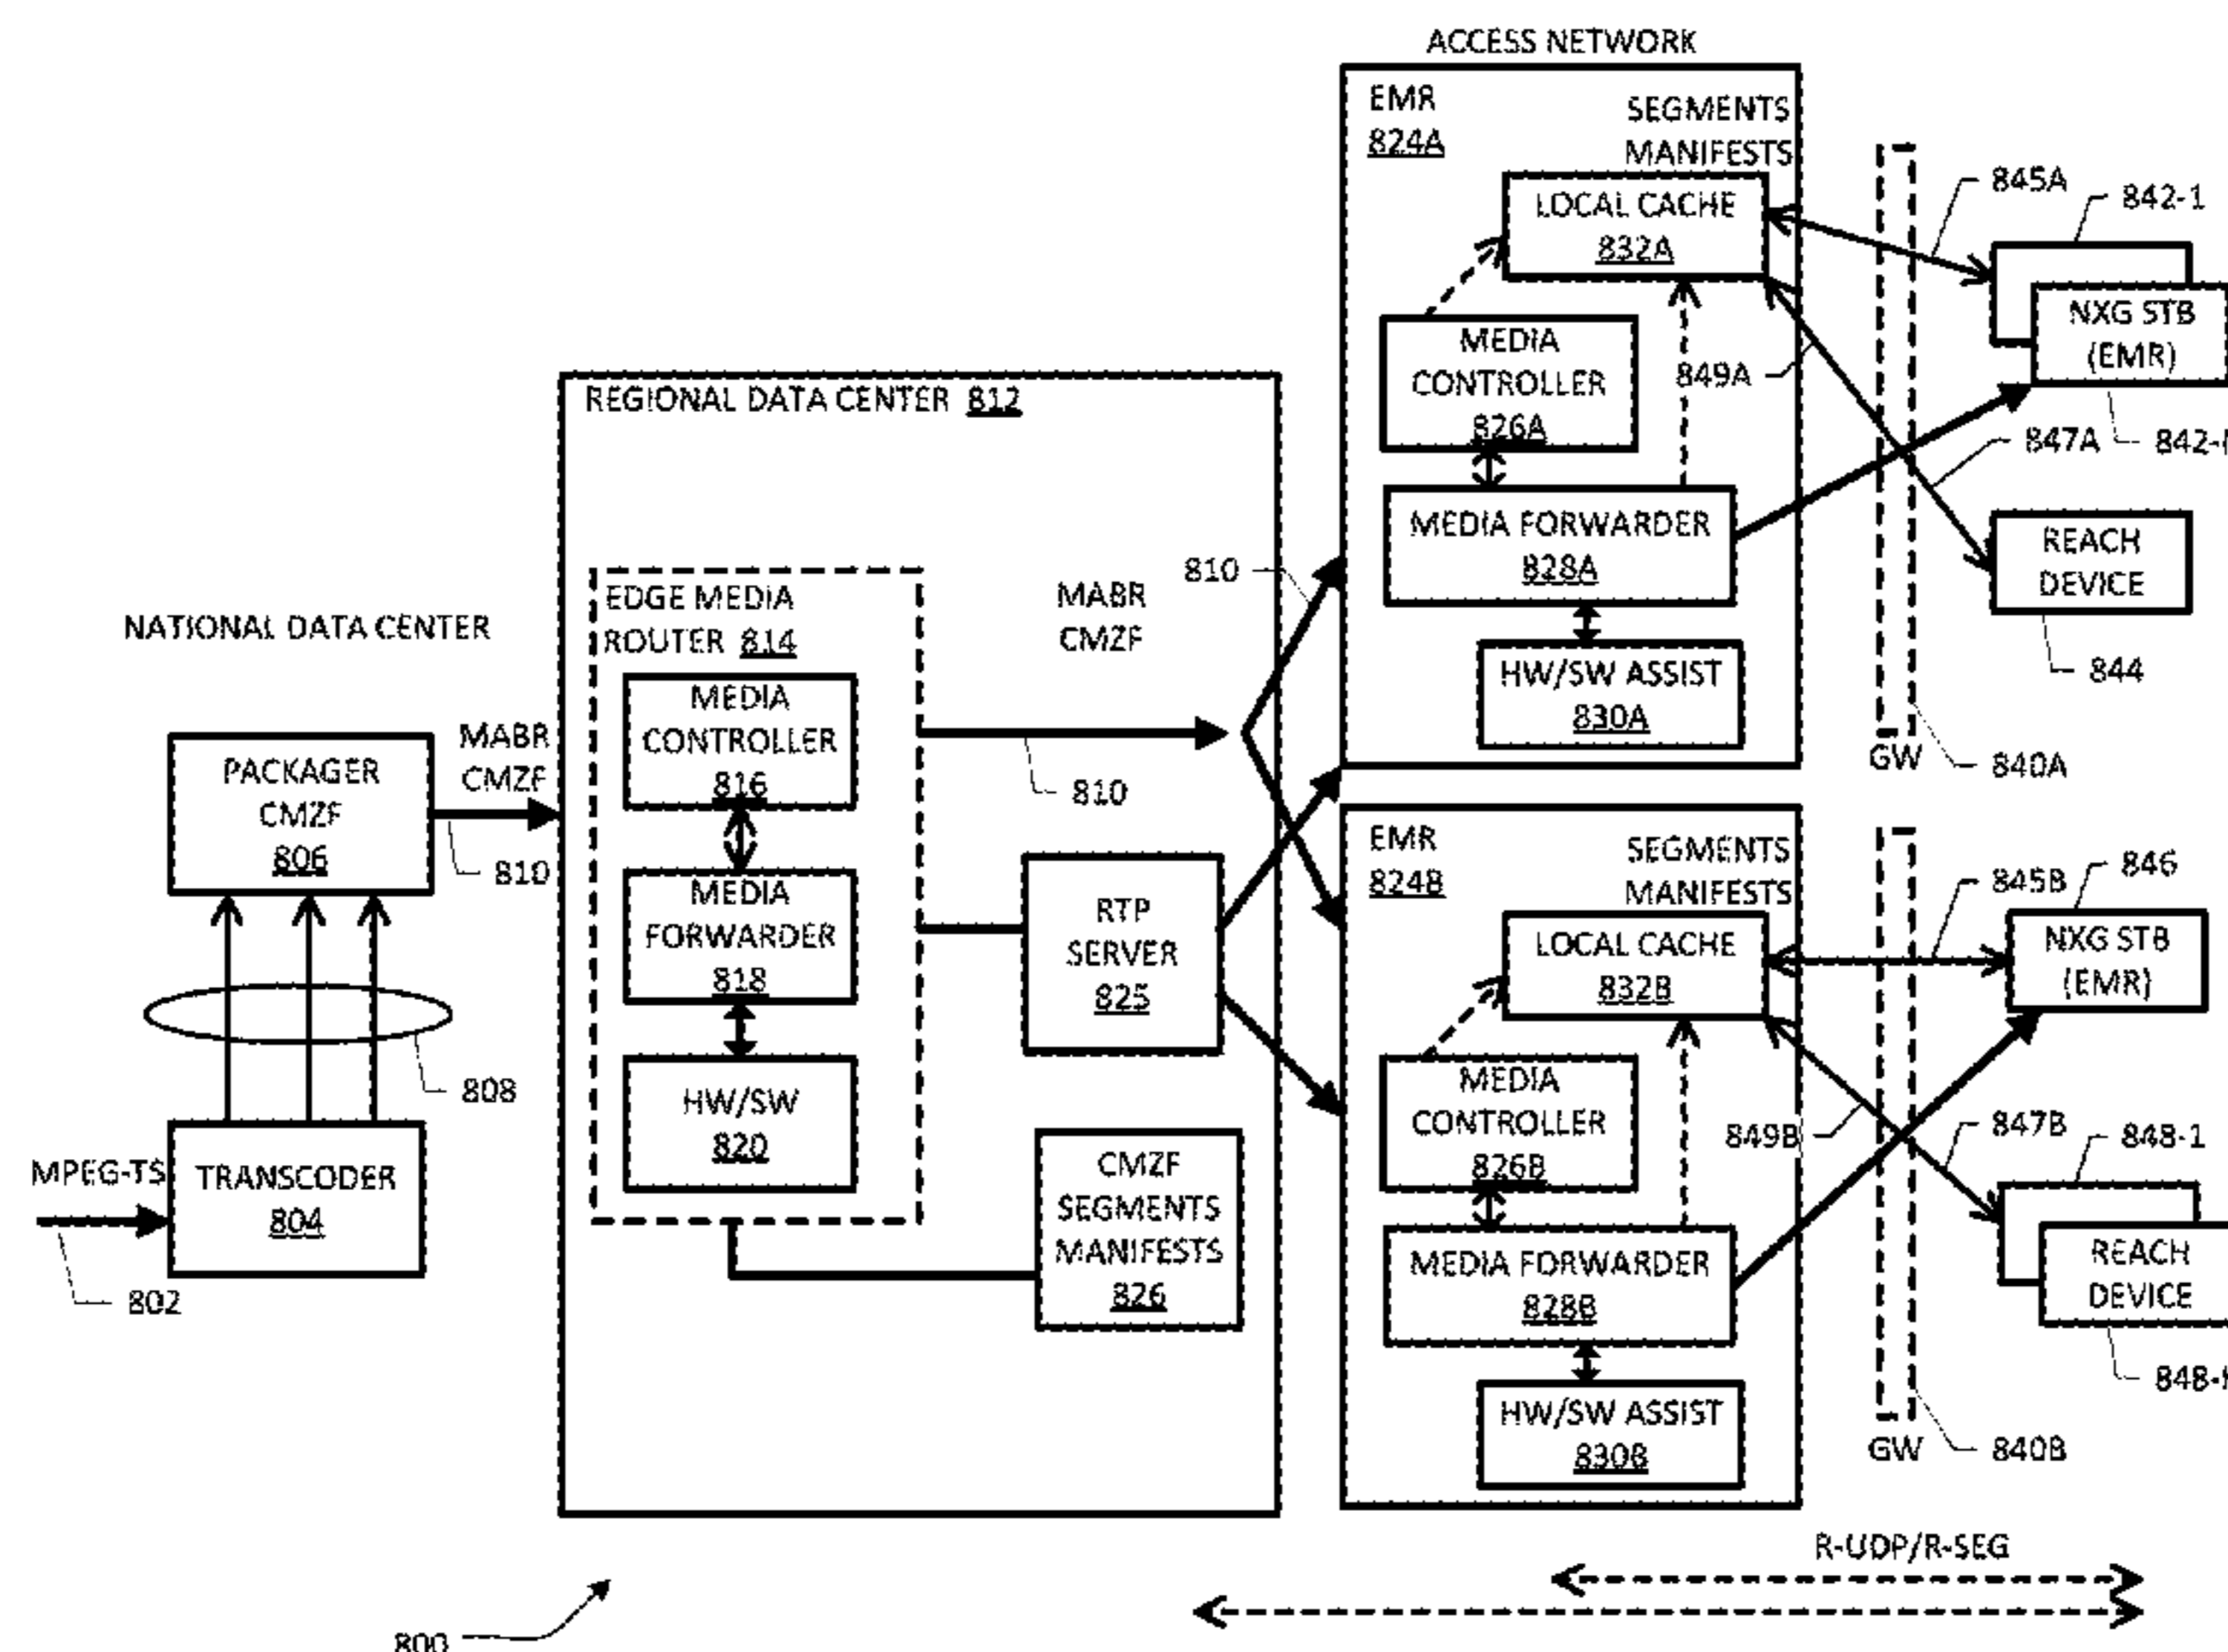 ACCESS NETWORK
EMR
824A
SEGMENTS
MANIFESTS
LOCAL CACHE
832A
MEDIA
CONTROLLER
826A
849A
MEDIA FORWARDER
828A
HW/SW ASSIST
830A
845A
842-1
NXG STB
(EMR)
847A
REACH
DEVICE
844
GW
840A
NATIONAL DATA CENTER
PACKAGER
CMZF
806
MABR
CMZF
810
808
MPEG-TS
TRANSCODER
804
802
REGIONAL DATA CENTER 812
EDGE MEDIA
ROUTER 814
MEDIA
CONTROLLER
816
MEDIA
FORWARDER
818
HW/SW
820
MABR
CMZF
810
810
RTP
SERVER
825
CMZF
SEGMENTS
MANIFESTS
826
EMR
824B
SEGMENTS
MANIFESTS
LOCAL CACHE
832B
MEDIA
CONTROLLER
826B
849B
MEDIA FORWARDER
828B
HW/SW ASSIST
830B
845B
846
NXG STB
(EMR)
847B
848-1
REACH
DEVICE
GW
840B
R-UDP/R-SEG
800